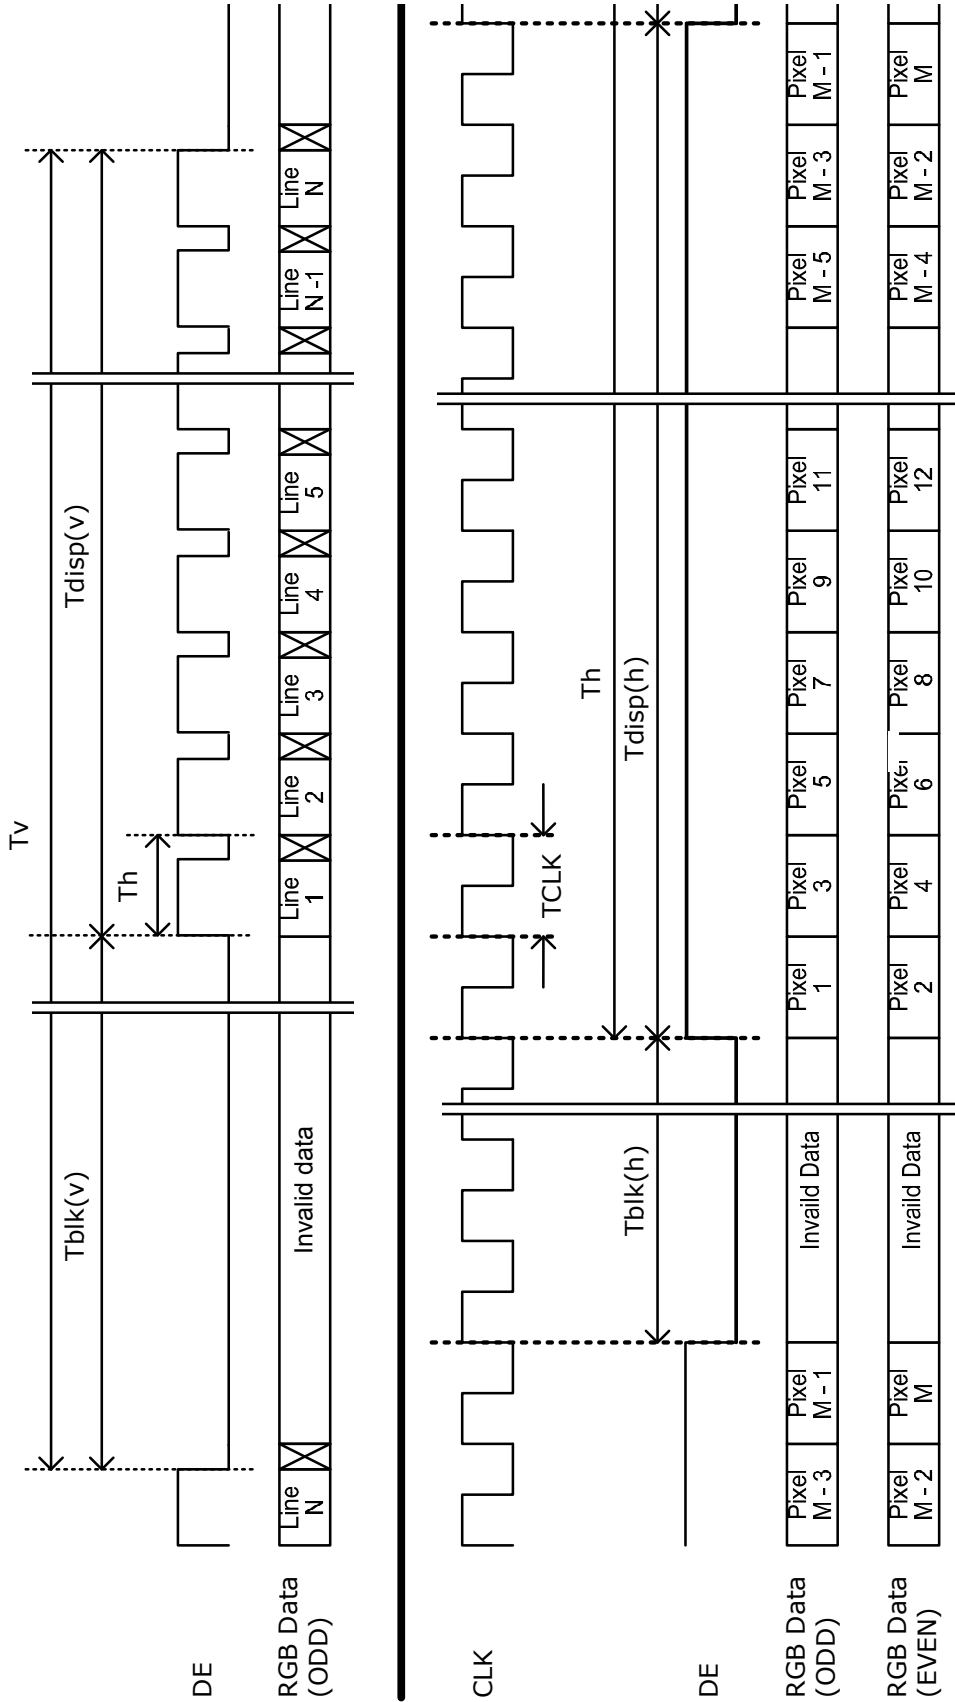 Tv
Tblk(v)
Tdisp(v)
Th
DE
RGB Data
(ODD)
Line
N
Invalid data
Line
1
Line
2
Line
3
Line
4
Line
5
Line
N-1
Line
N
CLK
TCLK
Th
Tblk(h)
Tdisp(h)
DE
RGB Data
(ODD)
Pixel
M - 3
Pixel
M - 1
Invaild Data
Pixel
1
Pixel
3
Pixel
5
Pixel
7
Pixel
9
Pixel
11
Pixel
M - 5
Pixel
M - 3
Pixel
M - 1
RGB Data
(EVEN)
Pixel
M - 2
Pixel
M
Invaild Data
Pixel
2
Pixel
4
Pixel
6
Pixel
8
Pixel
10
Pixel
12
Pixel
M - 4
Pixel
M - 2
Pixel
M